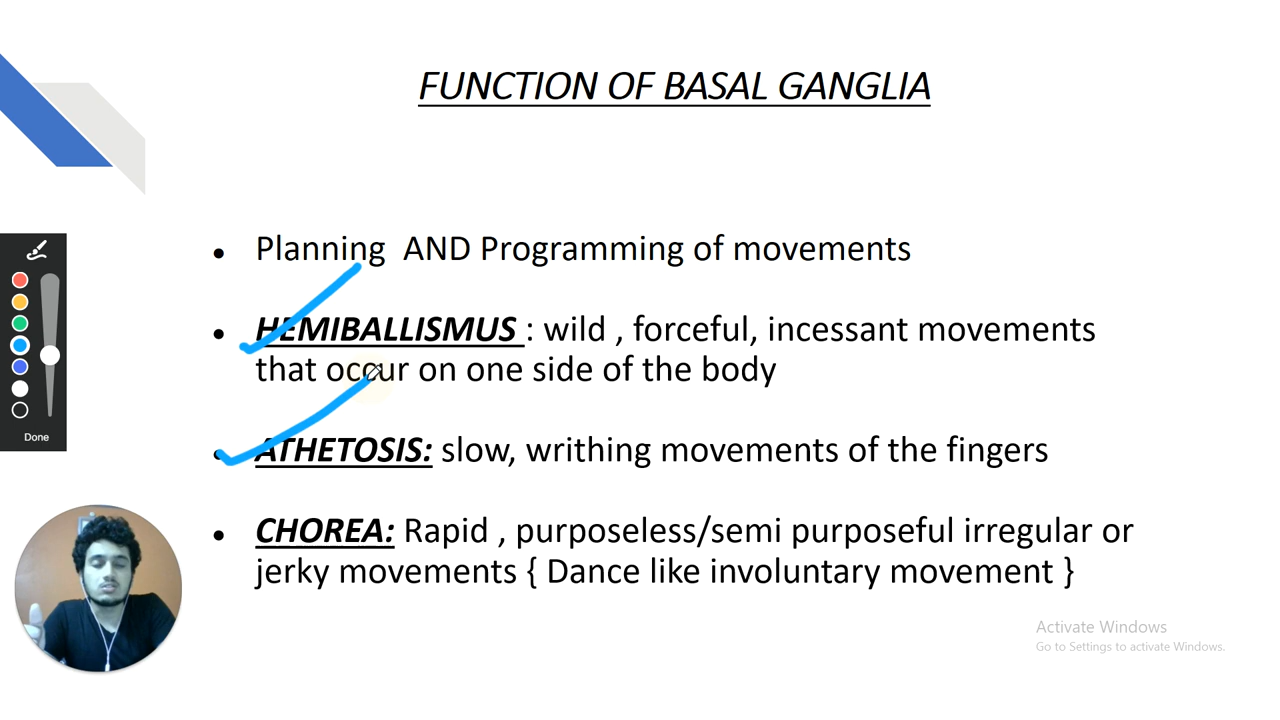 FUNCTION OF BASAL GANGLIA
• Planning AND Programming of movements
• HEMIBALLISMUS : wild , forceful, incessant movements
that occur on one side of the body
• ATHETOSIS: slow, writhing movements of the fingers
• CHOREA: Rapid , purposeless/semi purposeful irregular or
jerky movements { Dance like involuntary movement }
Done
Activate Windows
Go to Settings to activate Windows.